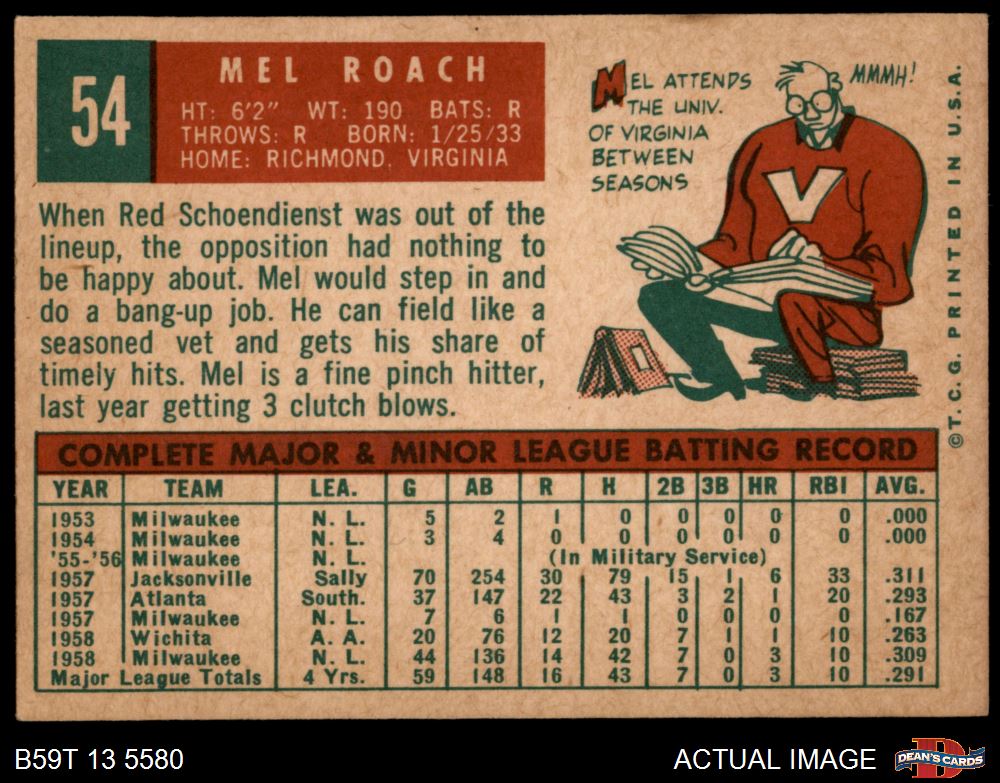 54
MEL ROACH
HT: 6'2" WT: 190 BATS: R
THROWS: R BORN: 1/25/33
HOME: RICHMOND, VIRGINIA
MEL ATTENDS
THE UNIV.
OF VIRGINIA
BETWEEN
SEASONS
MMMH!
V
When Red Schoendienst was out of the
lineup, the opposition had nothing to
be happy about. Mel would step in and
do a bang-up job. He can field like a
seasoned vet and gets his share of
timely hits. Mel is a fine pinch hitter,
last year getting 3 clutch blows.
©T. C. G. PRINTED IN U.S.A.
COMPLETE MAJOR & MINOR LEAGUE BATTING RECORD
YEAR TEAM LEA. G AB R H 2B 3B HR RBI AVG.
1953 Milwaukee N. L. 5 2 1 0 0 0 0 0 .000
1954 Milwaukee N. L. 3 4 0 0 0 0 0 0 .000
'55-'56 Milwaukee N. L. (In Military Service)
1957 Jacksonville Sally 70 254 30 79 15 1 6 33 .311
1957 Atlanta South. 37 147 22 43 3 2 1 20 .293
1957 Milwaukee N. L. 7 6 1 1 0 0 0 0 .167
1958 Wichita A. A. 20 76 12 20 7 1 1 10 .263
1958 Milwaukee N. L. 44 136 14 42 7 0 3 10 .309
Major League Totals 4 Yrs. 59 148 16 43 7 0 3 10 .291
B59T 13 5580
ACTUAL IMAGE
D
DEAN'S CARDS